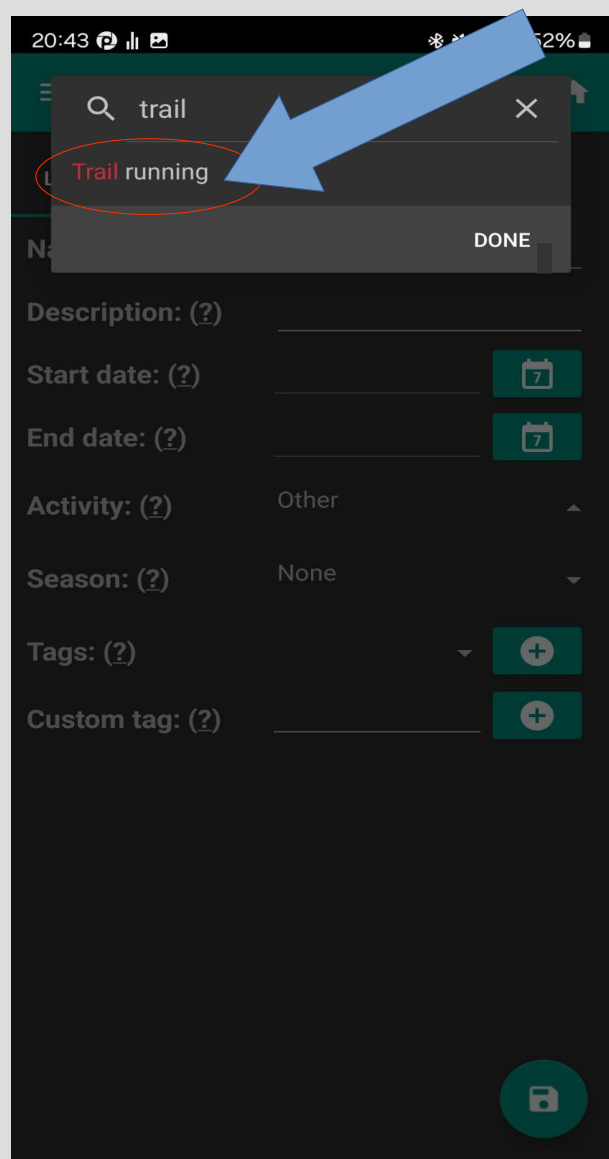 20:43
52%
trail
Trail running
DONE
Description: (?)
Start date: (?)
7
End date: (?)
7
Activity: (?)
Other
Season: (?)
None
Tags: (?)
Custom tag: (?)